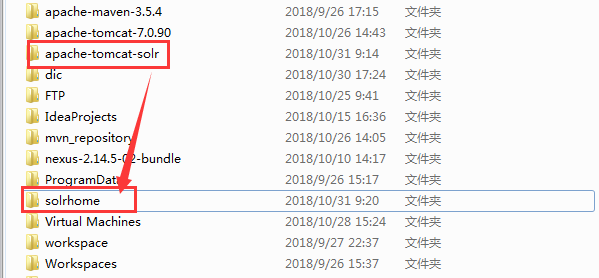 apache-maven-3.5.4 2018/9/26 17:15 文件夹
apache-tomcat-7.0.90 2018/10/26 14:43 文件夹
apache-tomcat-solr 2018/10/31 9:14 文件夹
dic 2018/10/30 17:24 文件夹
FTP 2018/10/25 9:41 文件夹
IdeaProjects 2018/10/15 16:36 文件夹
mvn_repository 2018/10/26 14:05 文件夹
nexus-2.14.5-02-bundle 2018/10/10 14:17 文件夹
ProgramData 2018/9/26 15:17 文件夹
solrhome 2018/10/31 9:20 文件夹
Virtual Machines 2018/10/28 15:24 文件夹
workspace 2018/9/27 22:37 文件夹
Workspaces 2018/9/26 15:37 文件夹